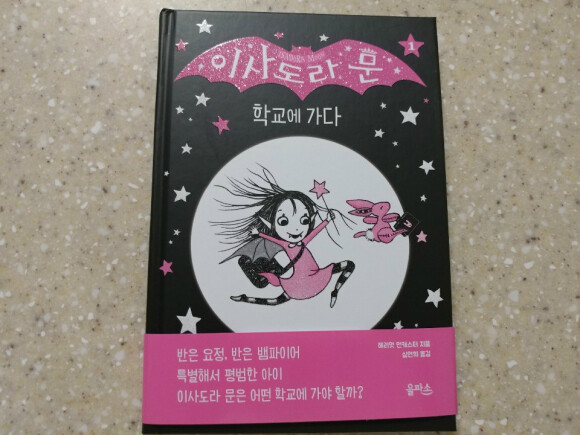 ISADORA MOON
이사도라 문
1
학교에 가다
반은 요정, 반은 뱀파이어
특별해서 평범한 아이
이사도라 문은 어떤 학교에 가야 할까?
해리엇 먼캐스터 지음
심연희 옮김
을파소